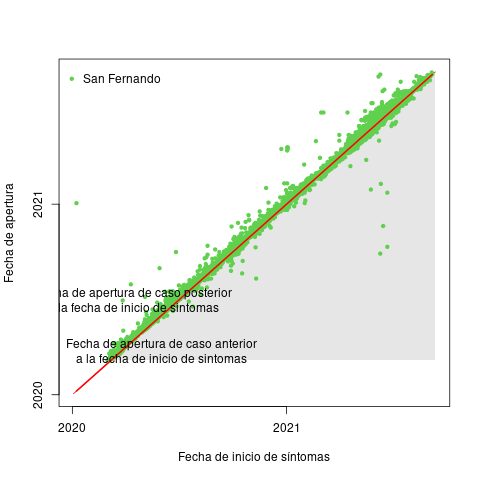 San Fernando
2021
Fecha de apertura
de apertura de caso posterior
la fecha de inicio de síntomas
Fecha de apertura de caso anterior
a la fecha de inicio de síntomas
2020
2020
2021
Fecha de inicio de síntomas